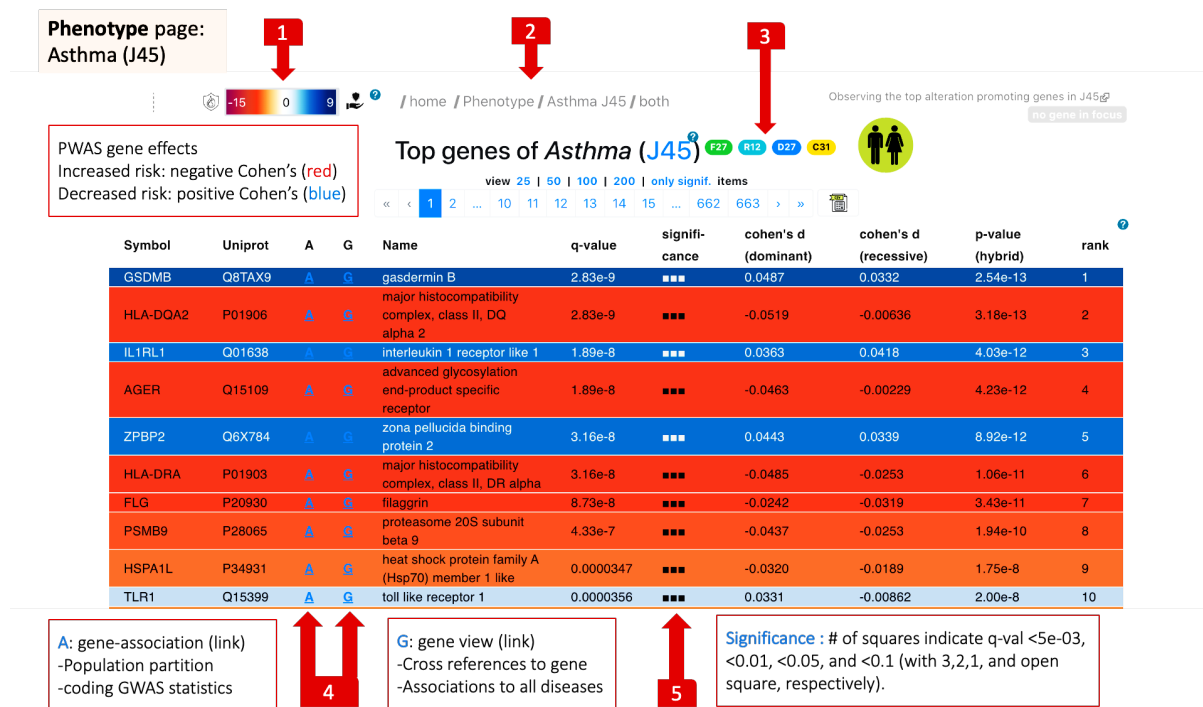 Phenotype page:
Asthma (J45)
1
2
3
-15 0 9
/ home / Phenotype / Asthma J45 / both
Observing the top alteration promoting genes in J45
no gene in focus
PWAS gene effects
Increased risk: negative Cohen's (red)
Decreased risk: positive Cohen's (blue)
Top genes of Asthma (J45) ? F27 R12 D27 C31
view 25 | 50 | 100 | 200 | only signif. items
« ‹ 1 2 ... 10 11 12 13 14 15 ... 662 663 › »
Symbol Uniprot A G Name q-value signifi-cance cohen's d (dominant) cohen's d (recessive) p-value (hybrid) rank
GSDMB Q8TAX9 A G gasdermin B 2.83e-9 ■■■ 0.0487 0.0332 2.54e-13 1
HLA-DQA2 P01906 A G major histocompatibility complex, class II, DQ alpha 2 2.83e-9 ■■■ -0.0519 -0.00636 3.18e-13 2
IL1RL1 Q01638 A G interleukin 1 receptor like 1 1.89e-8 ■■■ 0.0363 0.0418 4.03e-12 3
AGER Q15109 A G advanced glycosylation end-product specific receptor 1.89e-8 ■■■ -0.0463 -0.00229 4.23e-12 4
ZPBP2 Q6X784 A G zona pellucida binding protein 2 3.16e-8 ■■■ 0.0443 0.0339 8.92e-12 5
HLA-DRA P01903 A G major histocompatibility complex, class II, DR alpha 3.16e-8 ■■■ -0.0485 -0.0253 1.06e-11 6
FLG P20930 A G filaggrin 8.73e-8 ■■■ -0.0242 -0.0319 3.43e-11 7
PSMB9 P28065 A G proteasome 20S subunit beta 9 4.33e-7 ■■■ -0.0437 -0.0253 1.94e-10 8
HSPA1L P34931 A G heat shock protein family A (Hsp70) member 1 like 0.0000347 ■■■ -0.0320 -0.0189 1.75e-8 9
TLR1 Q15399 A G toll like receptor 1 0.0000356 ■■■ 0.0331 -0.00862 2.00e-8 10
A: gene-association (link)
-Population partition
-coding GWAS statistics
4
G: gene view (link)
-Cross references to gene
-Associations to all diseases
5
Significance : # of squares indicate q-val <5e-03,
<0.01, <0.05, and <0.1 (with 3,2,1, and open
square, respectively).